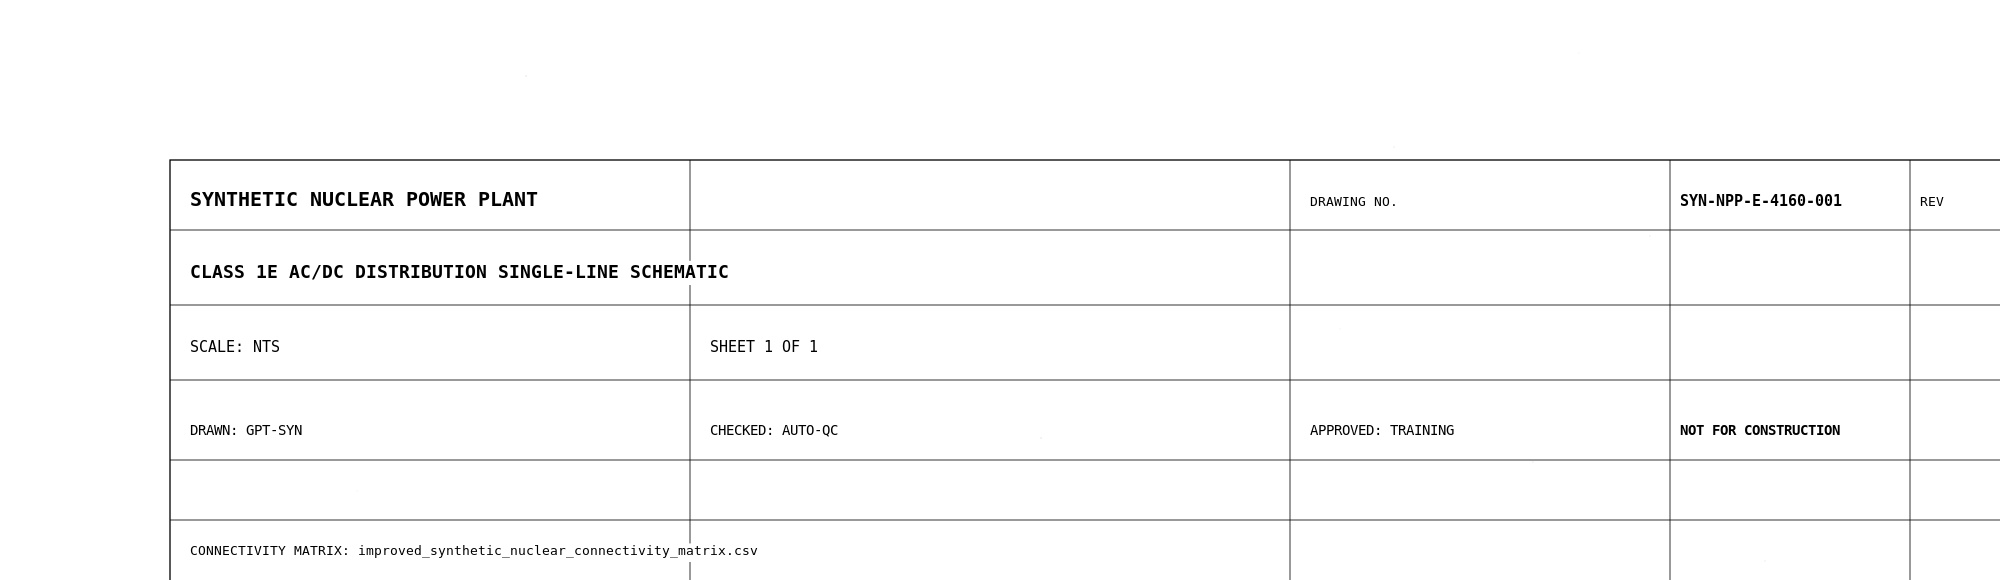 SYNTHETIC NUCLEAR POWER PLANT DRAWING NO. SYN-NPP-E-4160-001 REV
CLASS 1E AC/DC DISTRIBUTION SINGLE-LINE SCHEMATIC
SCALE: NTS SHEET 1 OF 1
DRAWN: GPT-SYN CHECKED: AUTO-QC APPROVED: TRAINING NOT FOR CONSTRUCTION
CONNECTIVITY MATRIX: improved_synthetic_nuclear_connectivity_matrix.csv